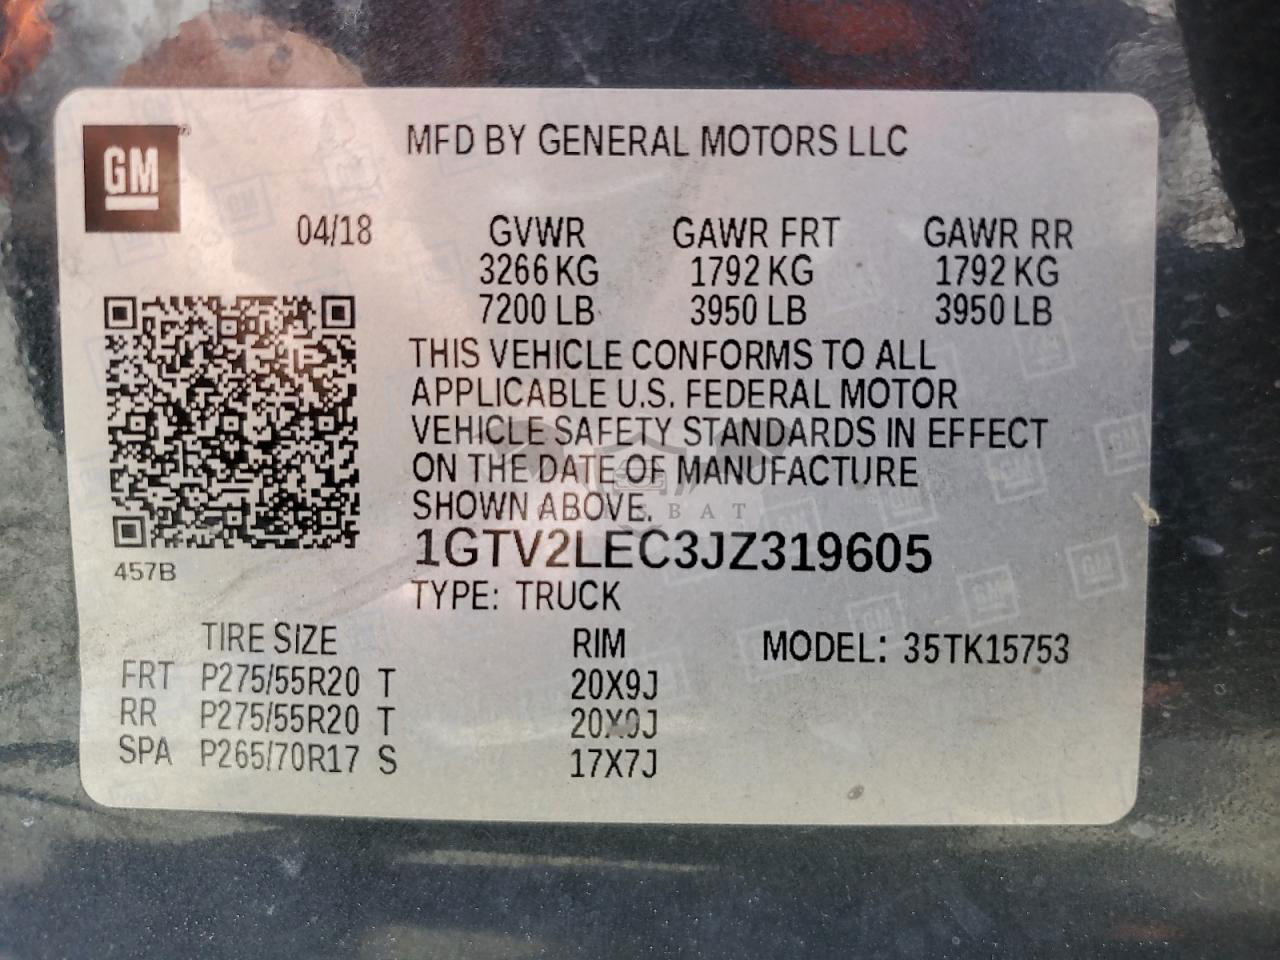 GM
MFD BY GENERAL MOTORS LLC
04/18 GVWR GAWR FRT GAWR RR
3266 KG 1792 KG 1792 KG
7200 LB 3950 LB 3950 LB
THIS VEHICLE CONFORMS TO ALL
APPLICABLE U.S. FEDERAL MOTOR
VEHICLE SAFETY STANDARDS IN EFFECT
ON THE DATE OF MANUFACTURE
SHOWN ABOVE.
1GTV2LEC3JZ319605
457B
TYPE: TRUCK
TIRE SIZE RIM MODEL: 35TK15753
FRT P275/55R20 T 20X9J
RR P275/55R20 T 20X9J
SPA P265/70R17 S 17X7J